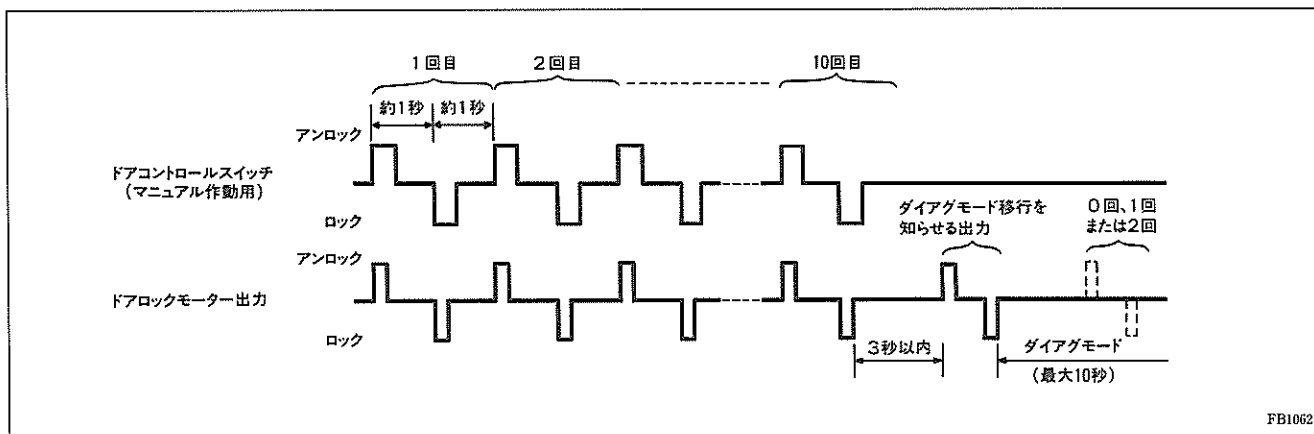 1回目
2回目
10回目
約1秒
約1秒
アンロック
ドアコントロールスイッチ
(マニュアル作動用)
ロック
ダイアグモード移行を
知らせる出力
0回、1回
または2回
アンロック
ドアロックモーター出力
ロック
3秒以内
ダイアグモード
(最大10秒)
FB1062